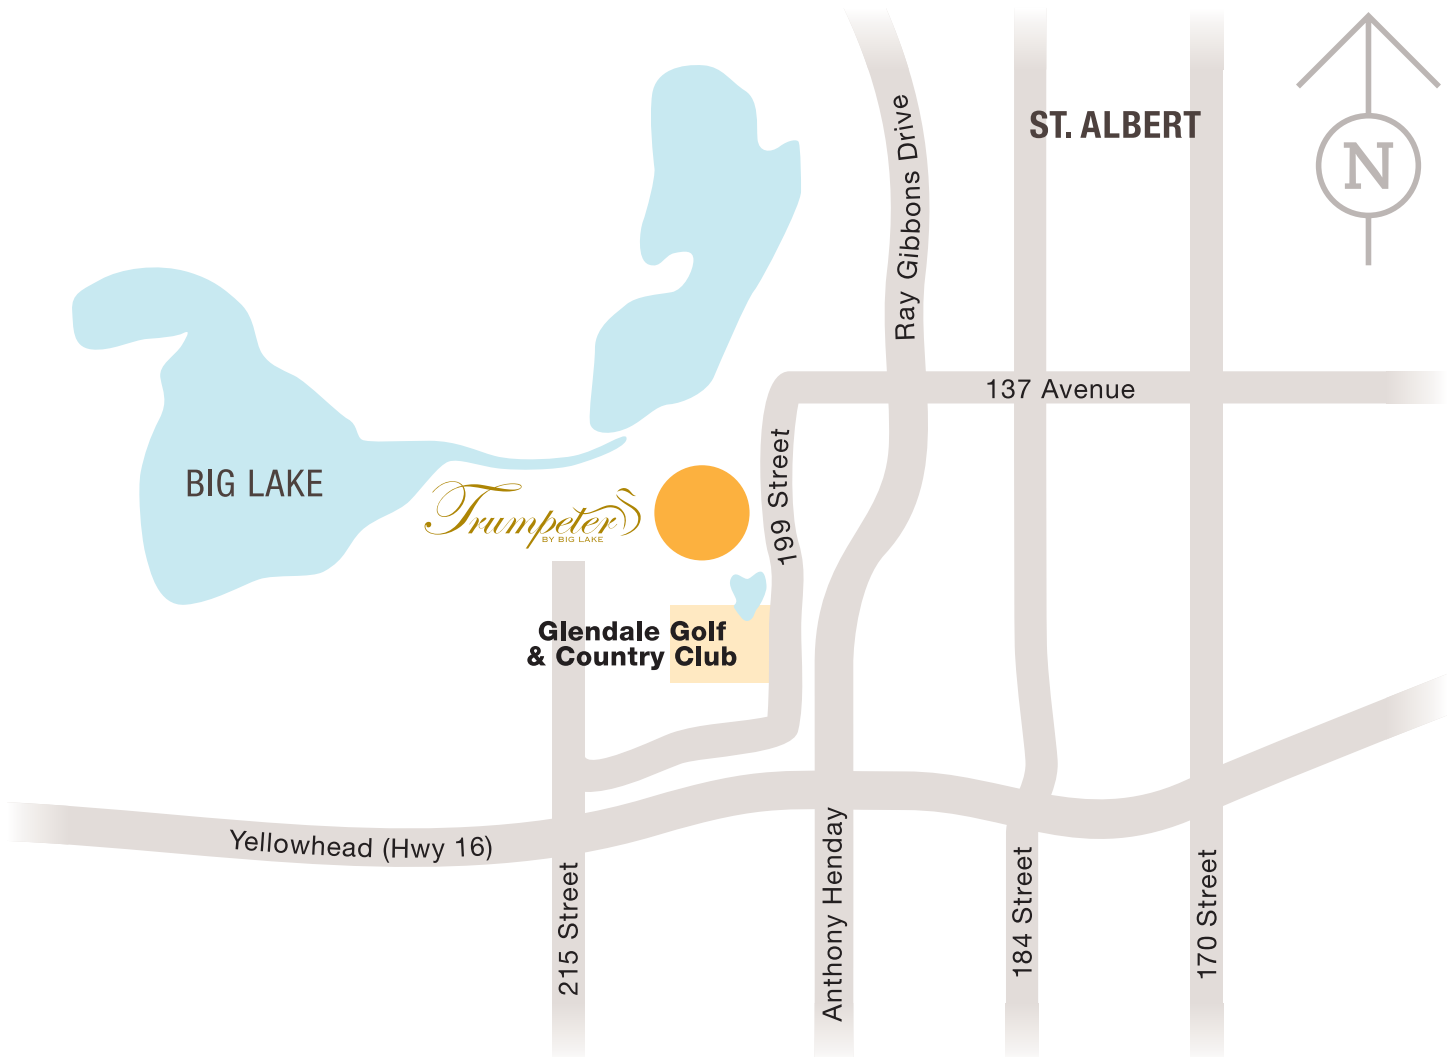 ST. ALBERT
N
Ray Gibbons Drive
137 Avenue
199 Street
BIG LAKE
Trumpeter
BY BIG LAKE
Glendale Golf
& Country Club
Yellowhead (Hwy 16)
215 Street
Anthony Henday
184 Street
170 Street